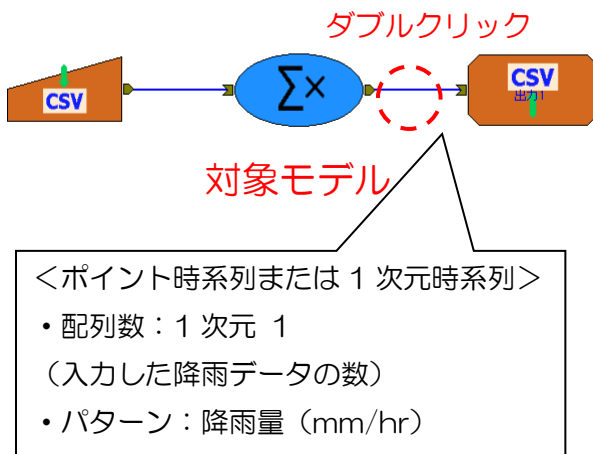 ダブルクリック
CSV
∑×
CSV
出力1
対象モデル
＜ポイント時系列または 1 次元時系列＞
・配列数：1 次元 1
（入力した降雨データの数）
・パターン：降雨量（mm/hr）